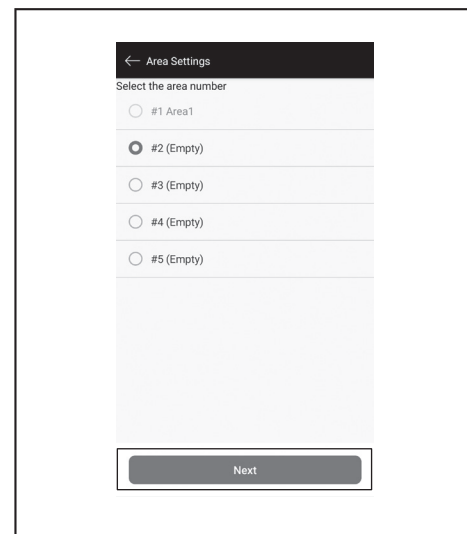 Area Settings
Select the area number
#1 Area1
#2 (Empty)
#3 (Empty)
#4 (Empty)
#5 (Empty)
Next